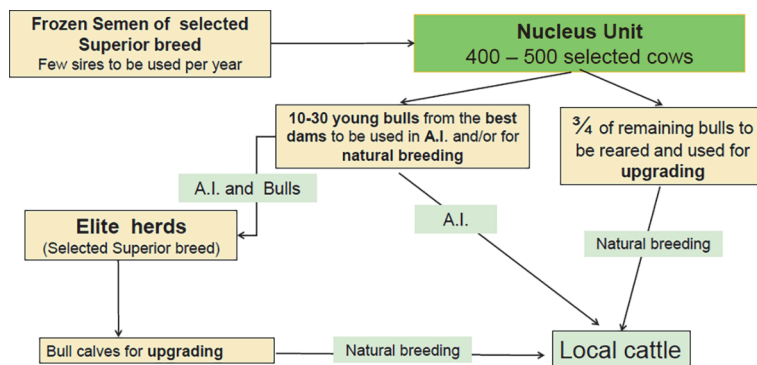 Frozen Semen of selected
Superior breed
Few sires to be used per year
Nucleus Unit
400 – 500 selected cows
10-30 young bulls from the best
dams to be used in A.I. and/or for
natural breeding
¾ of remaining bulls to
be reared and used for
upgrading
A.I. and Bulls
A.I.
Elite herds
(Selected Superior breed)
Natural breeding
Bull calves for upgrading
Natural breeding
Local cattle